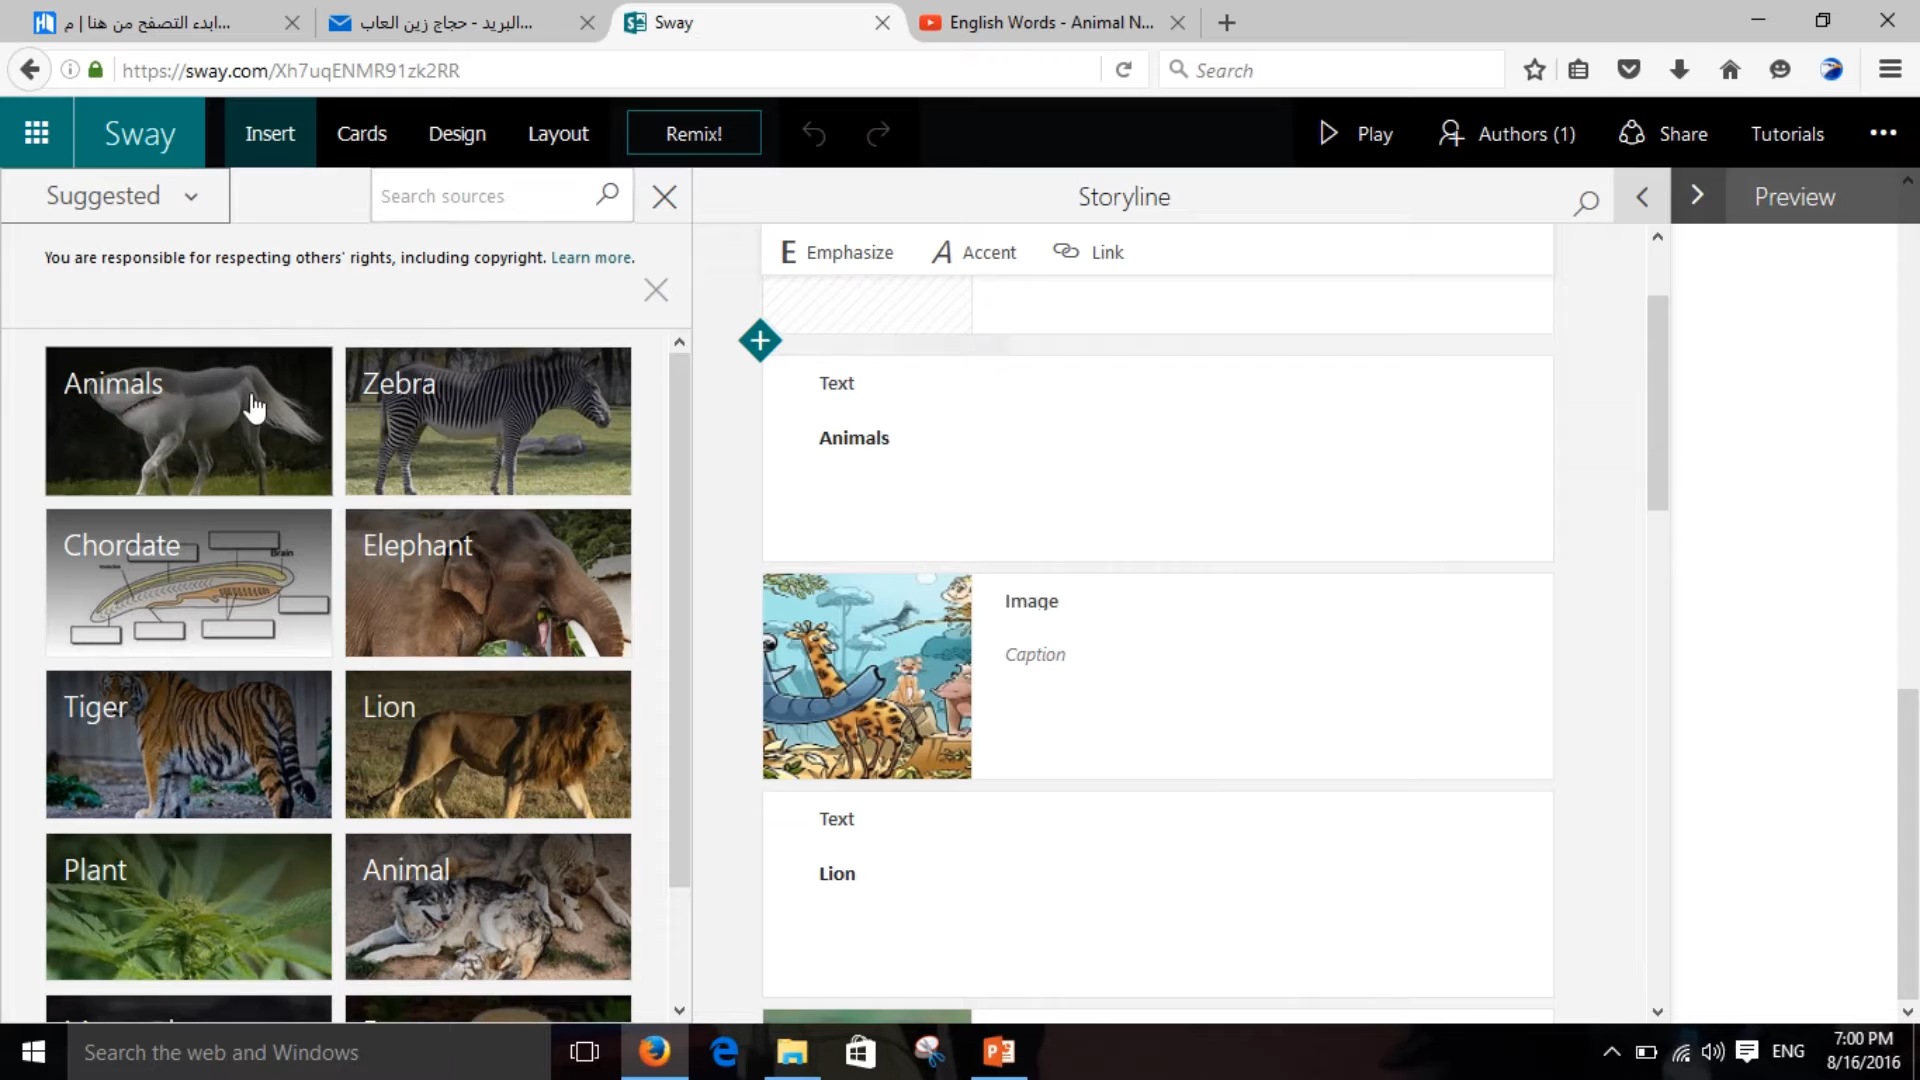 ابدء التصفح من هنا | م...
البريد - حجاج زين العاب...
Sway
English Words - Animal N...
https://sway.com/Xh7uqENMR91zk2RR
Search
Sway
Insert
Cards
Design
Layout
Remix!
Play
Authors (1)
Share
Tutorials
Suggested
Search sources
Storyline
Preview
You are responsible for respecting others' rights, including copyright. Learn more.
E Emphasize
A Accent
Link
Animals
Zebra
Chordate
Brain
Elephant
Tiger
Lion
Plant
Animal
Text
Animals
Image
Caption
Text
Lion
Search the web and Windows
ENG
7:00 PM
8/16/2016